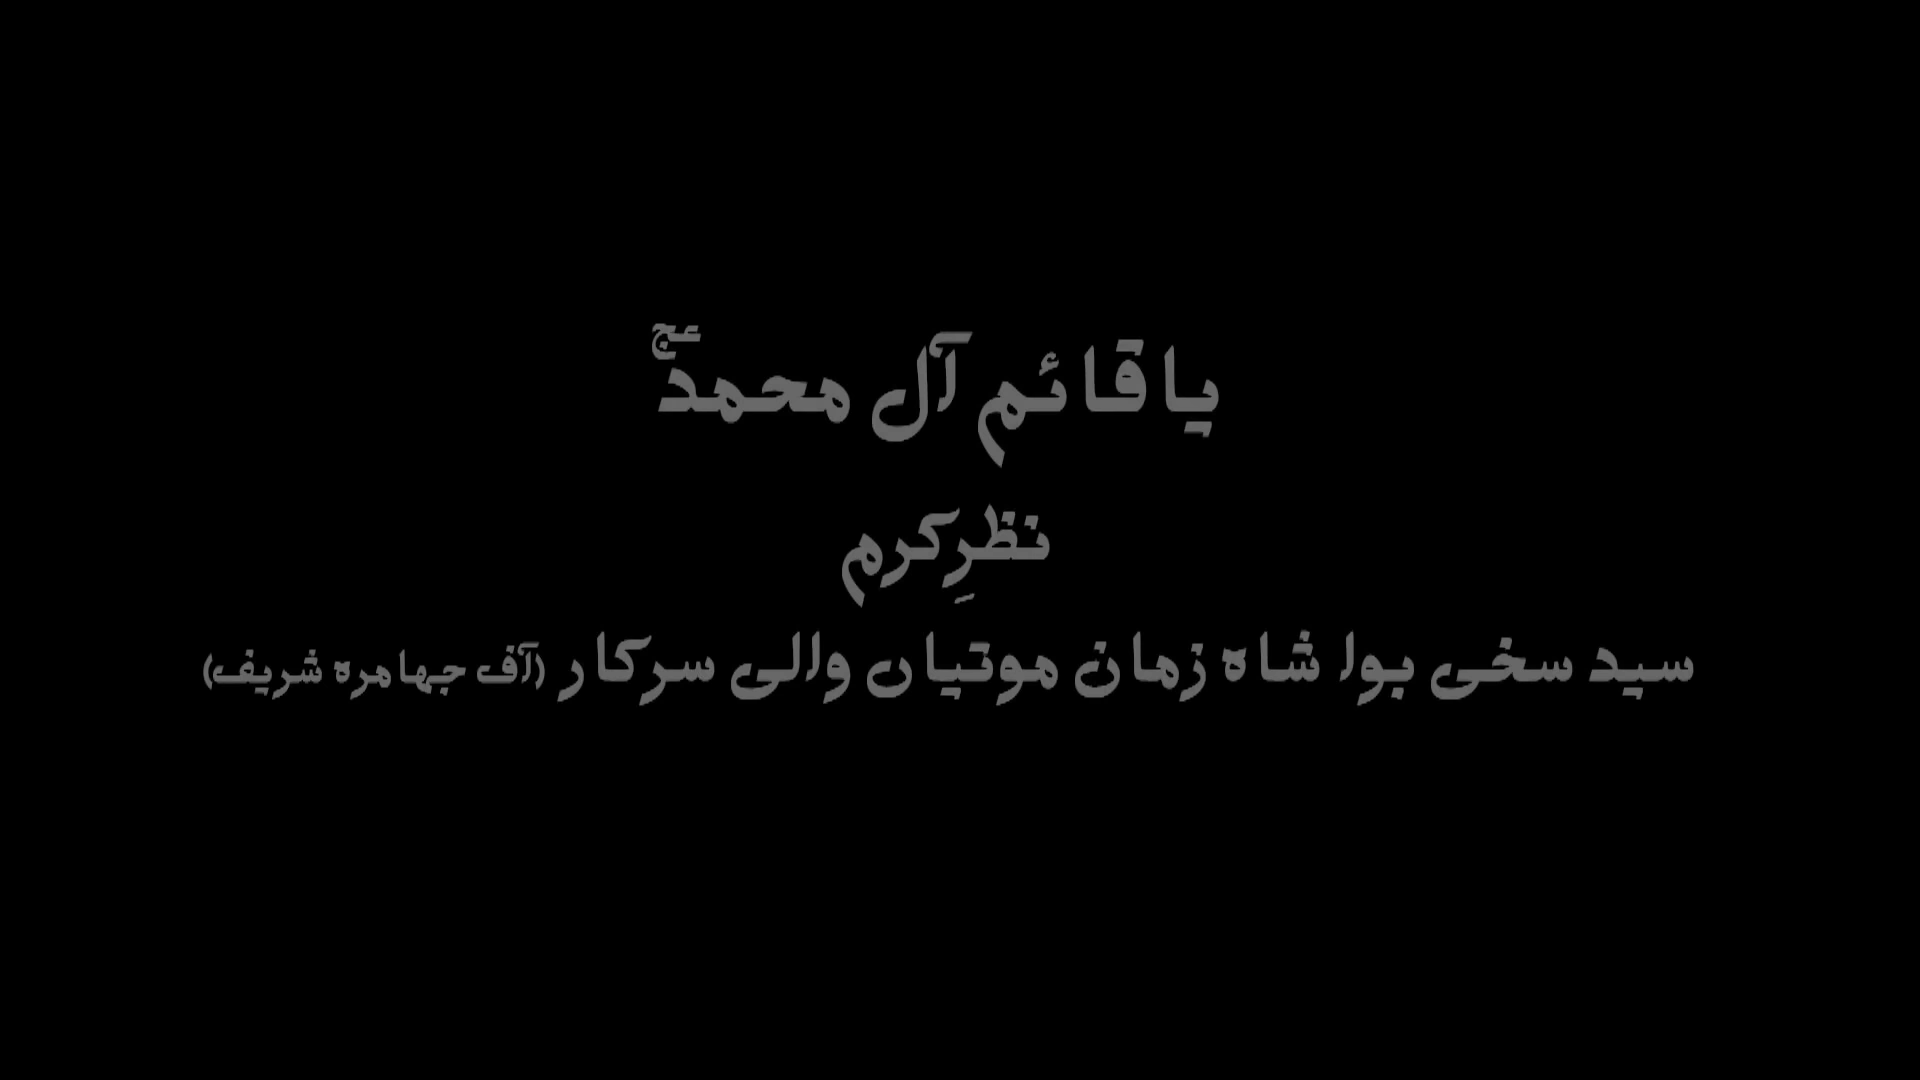 یا قائم آل محمدؐ عج
نظرِ کرم
سید سخی بوا شاہ زمان موتیاں والی سرکار (آف جہامرہ شریف)